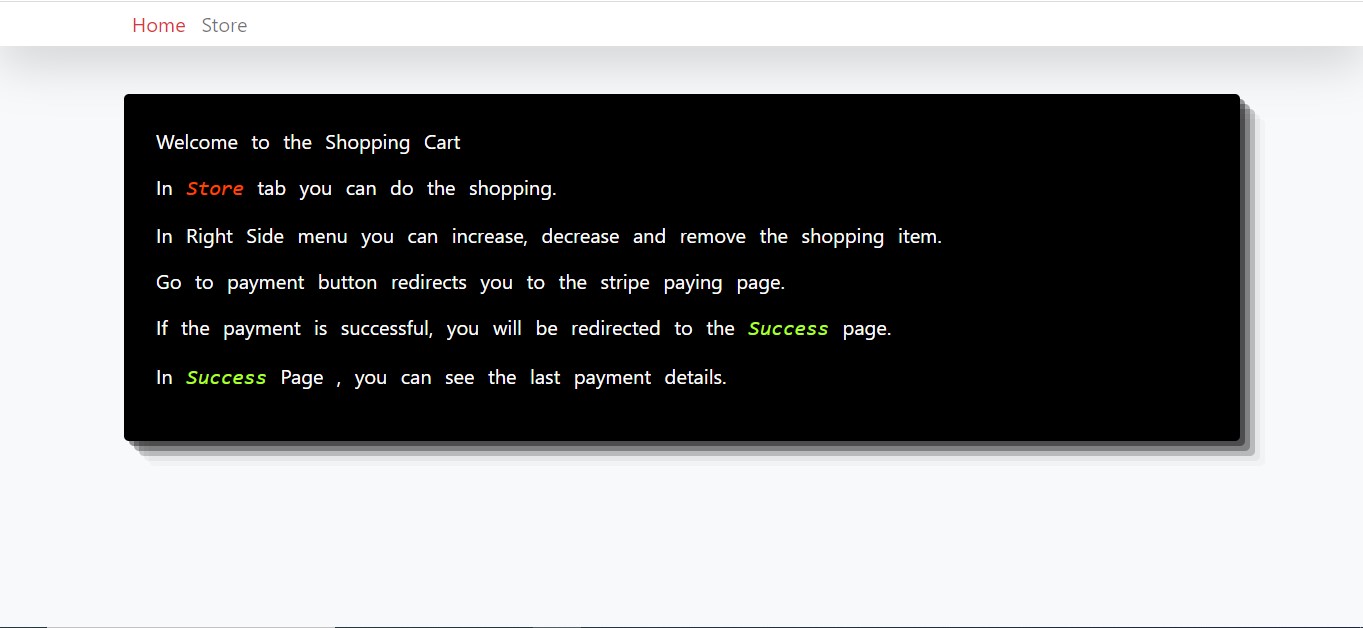 Home Store
Welcome to the Shopping Cart
In Store tab you can do the shopping.
In Right Side menu you can increase, decrease and remove the shopping item.
Go to payment button redirects you to the stripe paying page.
If the payment is successful, you will be redirected to the Success page.
In Success Page , you can see the last payment details.